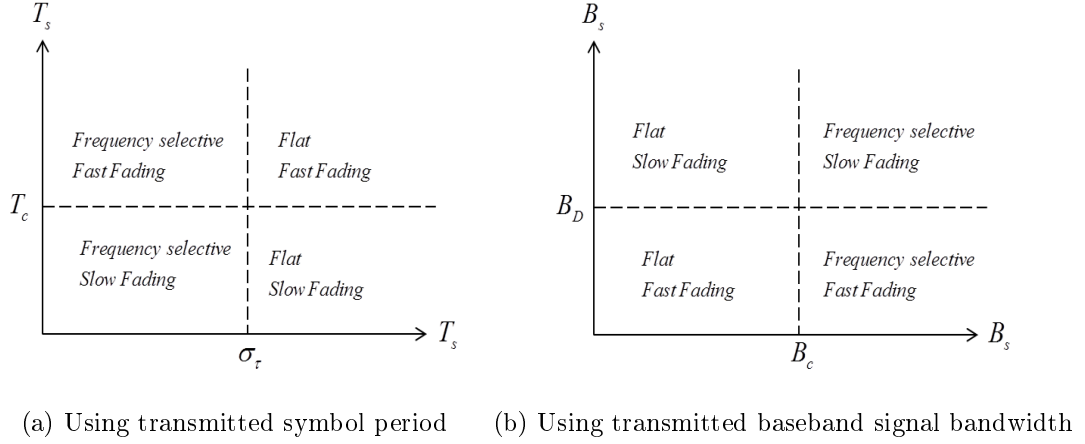 T_s
Frequency selective
Fast Fading
Flat
Fast Fading
T_c
Frequency selective
Slow Fading
Flat
Slow Fading
T_s
σ_τ
(a) Using transmitted symbol period
B_s
Flat
Slow Fading
Frequency selective
Slow Fading
B_D
Flat
Fast Fading
Frequency selective
Fast Fading
B_s
B_c
(b) Using transmitted baseband signal bandwidth